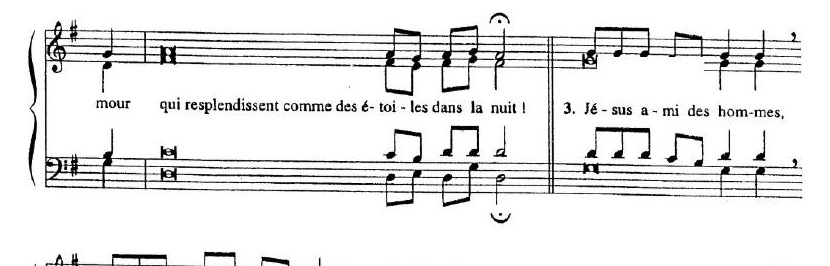 mour qui resplendissent comme des é- toi - les dans la nuit ! 3. Jé - sus a - mi des hom-mes,